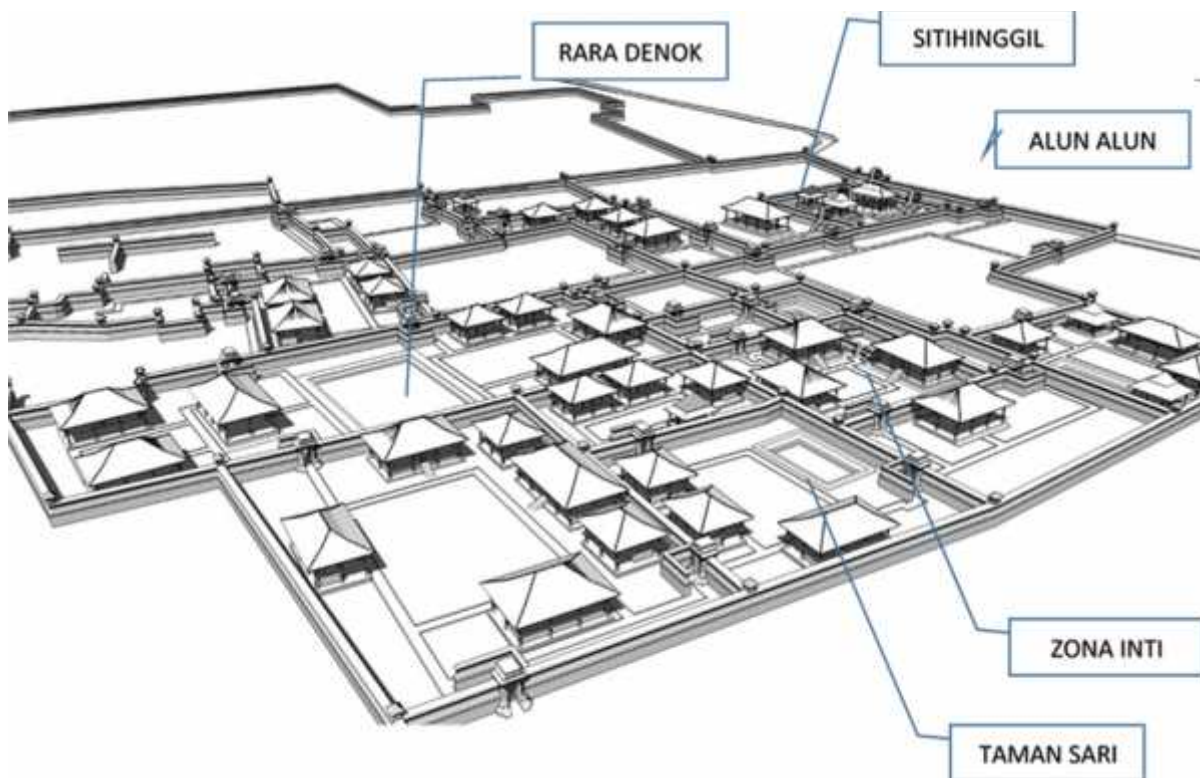 RARA DENOK
SITIHINGGIL
ALUN ALUN
ZONA INTI
TAMAN SARI